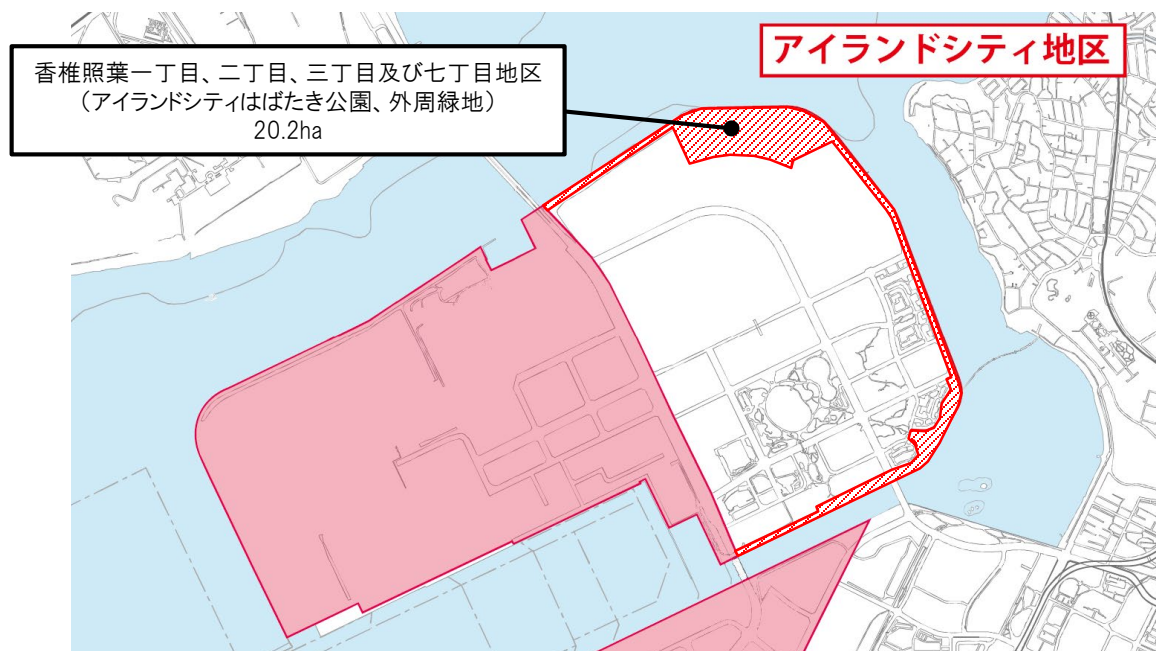 アイランドシティ地区
香椎照葉一丁目、二丁目、三丁目及び七丁目地区
（アイランドシティはばたき公園、外周緑地）
20.2ha